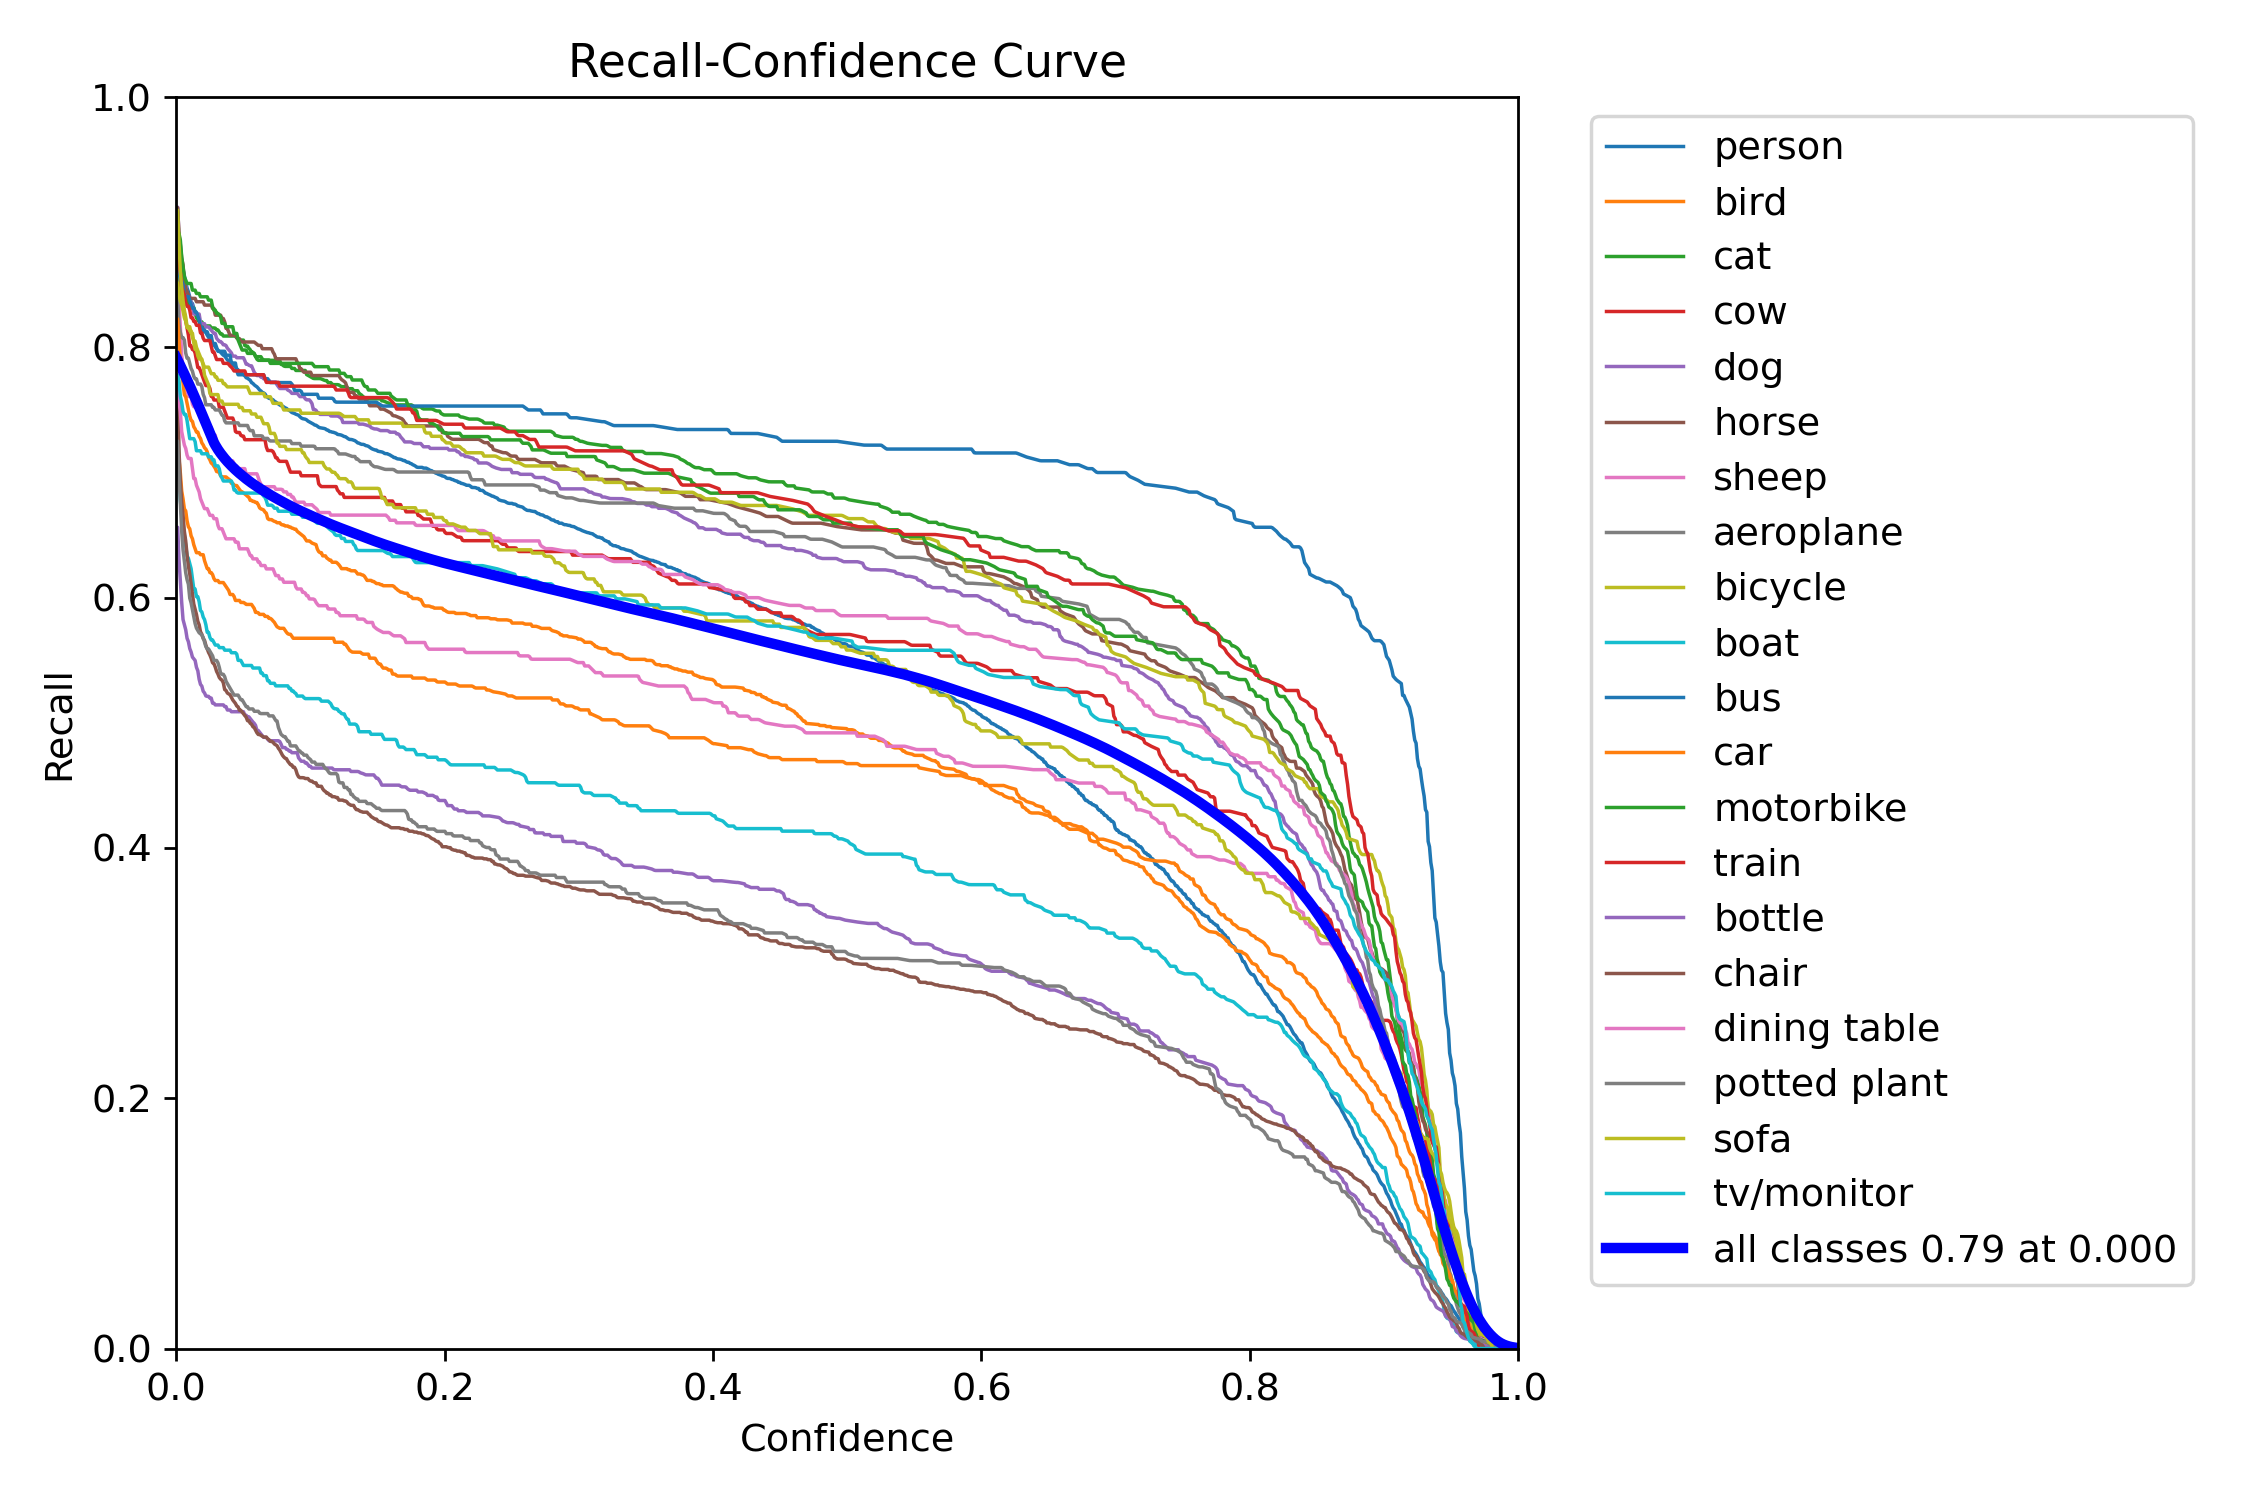 Recall-Confidence Curve
1.0
0.8
0.6
0.4
0.2
0.0
Recall
0.0 0.2 0.4 0.6 0.8 1.0
Confidence
person
bird
cat
cow
dog
horse
sheep
aeroplane
bicycle
boat
bus
car
motorbike
train
bottle
chair
dining table
potted plant
sofa
tv/monitor
all classes 0.79 at 0.000